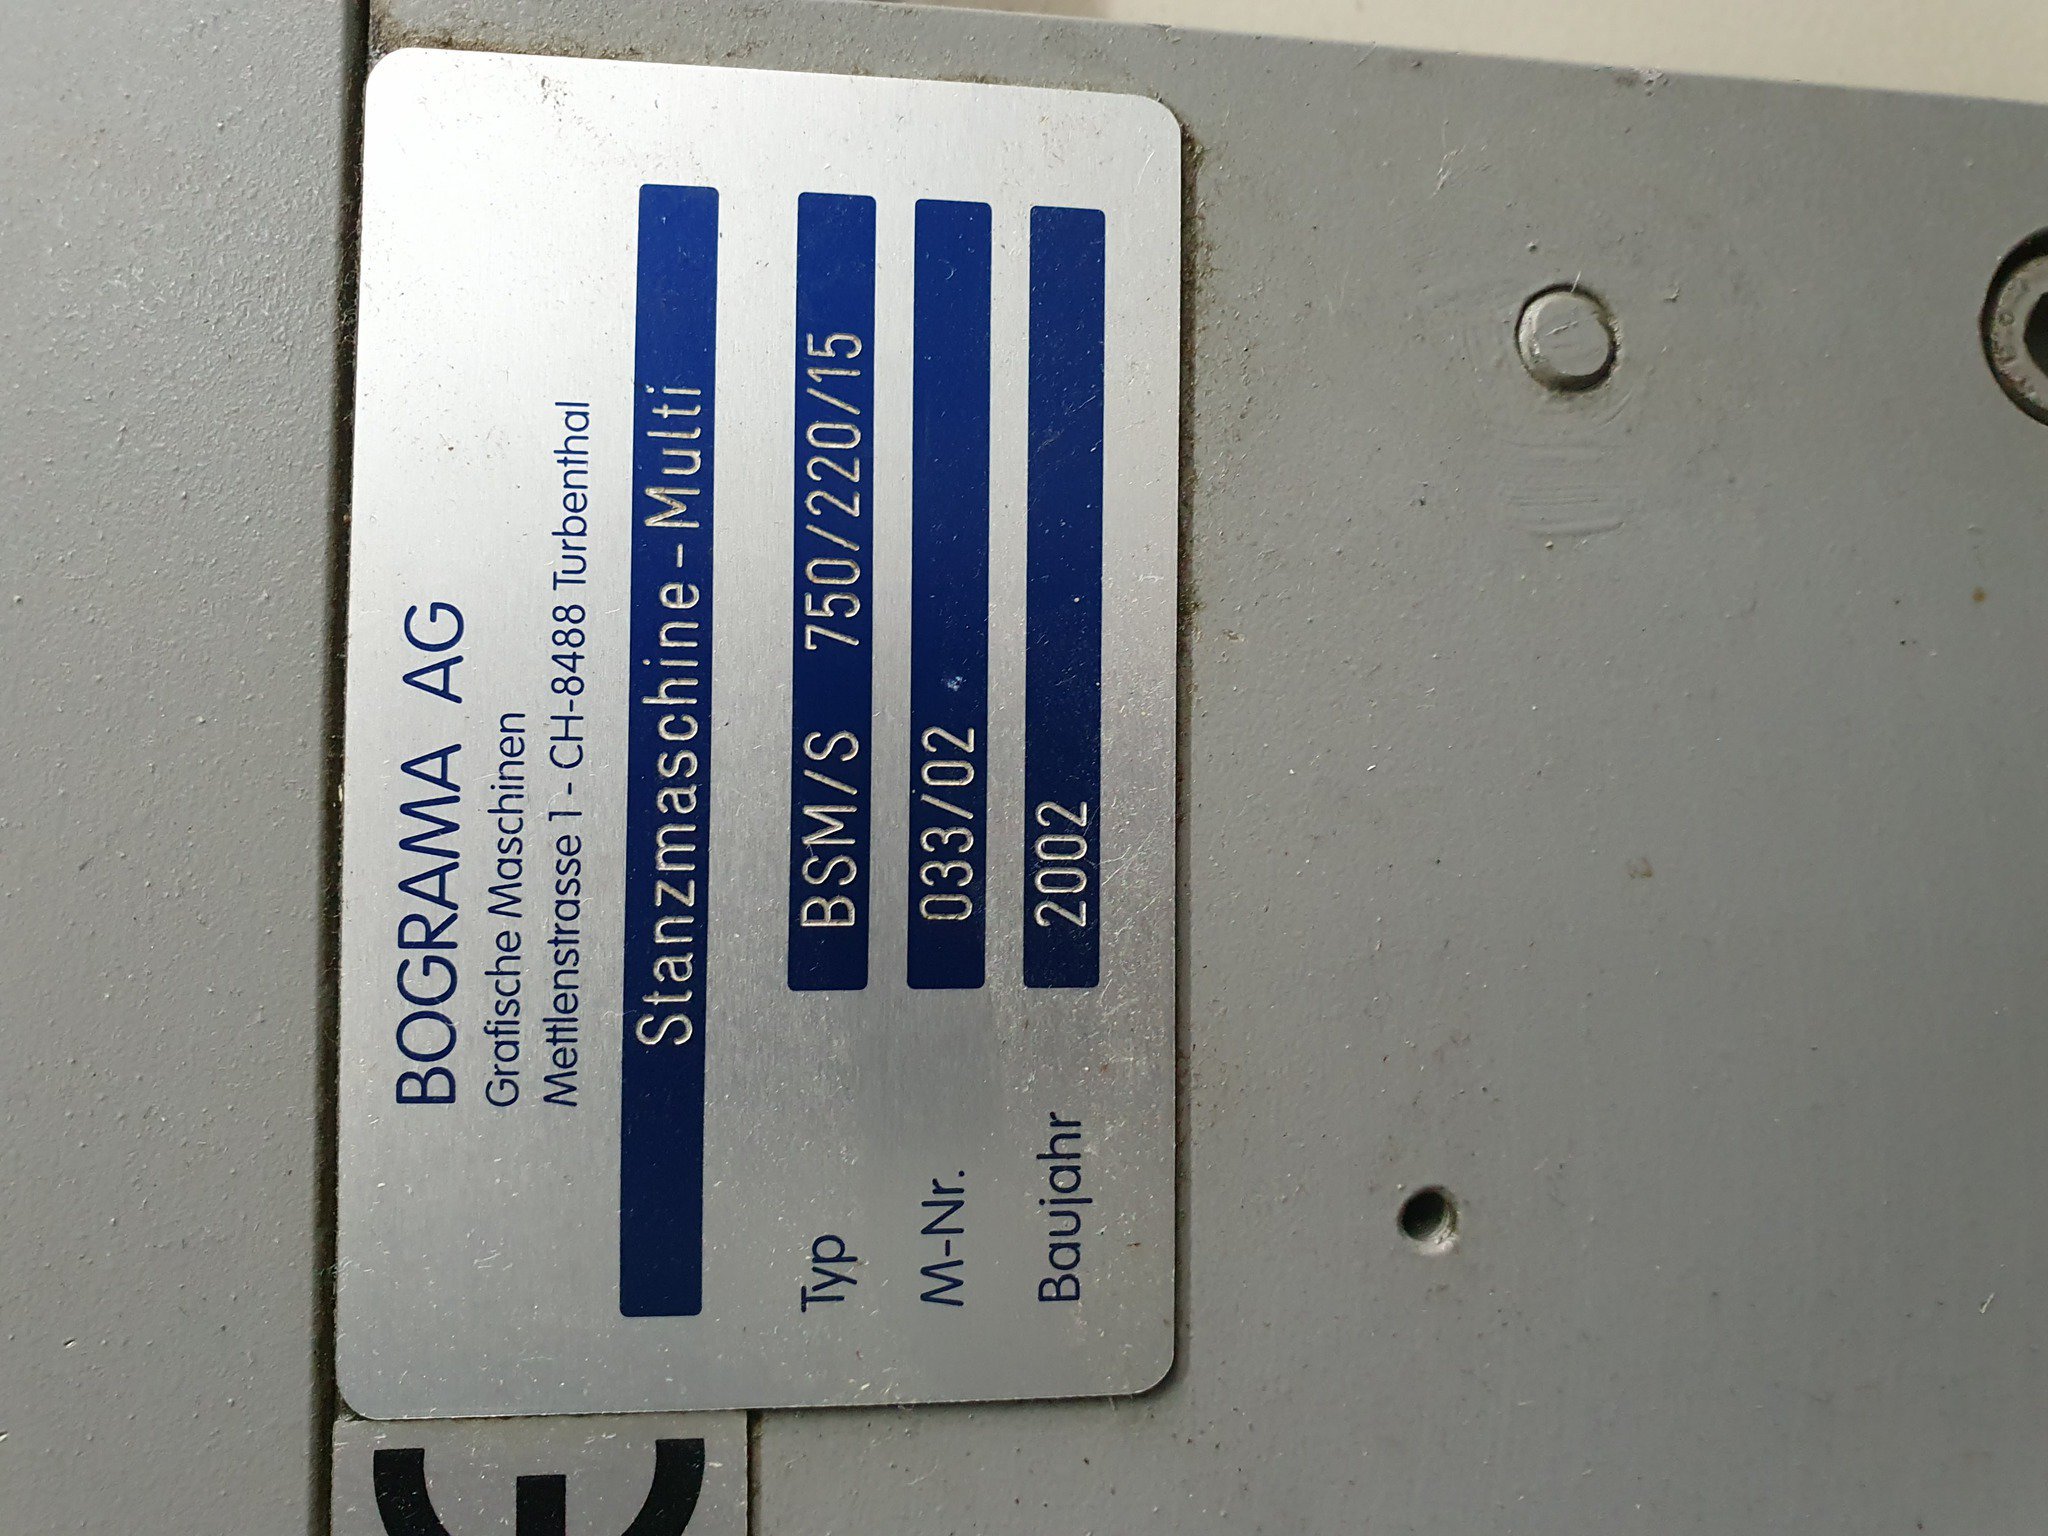 BOGRAMA AG
Grafische Maschinen
Mettlenstrasse 1 - CH-8488 Turbenthal
Stanzmaschine-Multi
Typ BSM/S 750/220/15
M-Nr. 033/02
Baujahr 2002